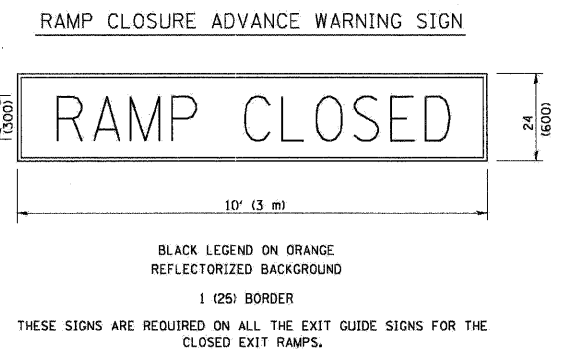 RAMP CLOSURE ADVANCE WARNING SIGN
RAMP CLOSED
(300)
24
(600)
10' (3 m)
BLACK LEGEND ON ORANGE
REFLECTORIZED BACKGROUND
1 (25) BORDER
THESE SIGNS ARE REQUIRED ON ALL THE EXIT GUIDE SIGNS FOR THE
CLOSED EXIT RAMPS.